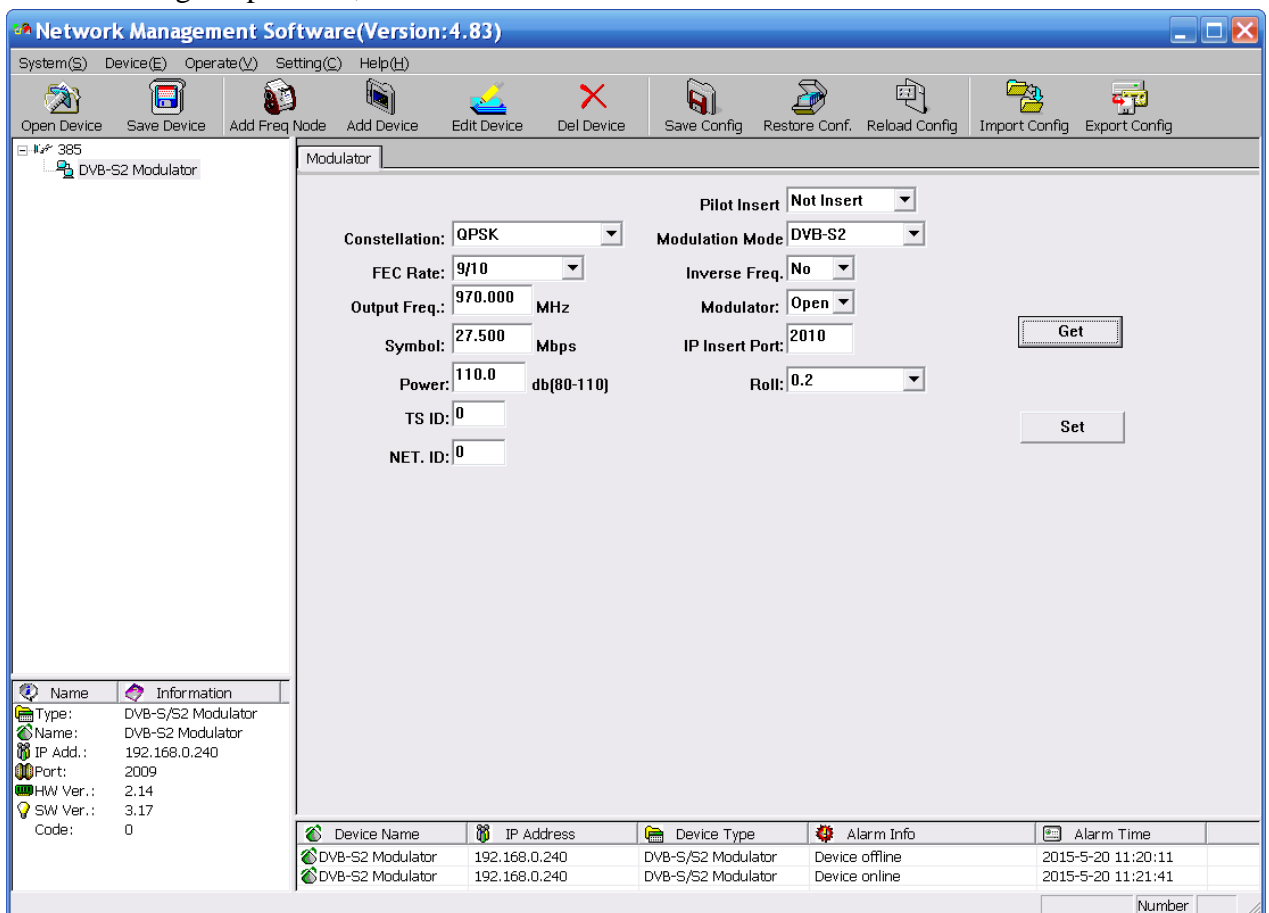 Network Management Software(Version:4.83)
System(S) Device(E) Operate(V) Setting(C) Help(H)
Open Device Save Device Add Freq Node Add Device Edit Device Del Device Save Config Restore Conf. Reload Config Import Config Export Config
385
DVB-S2 Modulator
Modulator
Pilot Insert Not Insert
Constellation: QPSK Modulation Mode DVB-S2
FEC Rate: 9/10 Inverse Freq. No
Output Freq.: 970.000 MHz Modulator: Open
Symbol: 27.500 Mbps IP Insert Port: 2010
Get
Power: 110.0 db(80-110) Roll: 0.2
TS ID: 0
Set
NET. ID: 0
Name Information
Type: DVB-S/S2 Modulator
Name: DVB-S2 Modulator
IP Add.: 192.168.0.240
Port: 2009
HW Ver.: 2.14
SW Ver.: 3.17
Code: 0
Device Name IP Address Device Type Alarm Info Alarm Time
DVB-S2 Modulator 192.168.0.240 DVB-S/S2 Modulator Device offline 2015-5-20 11:20:11
DVB-S2 Modulator 192.168.0.240 DVB-S/S2 Modulator Device online 2015-5-20 11:21:41
Number